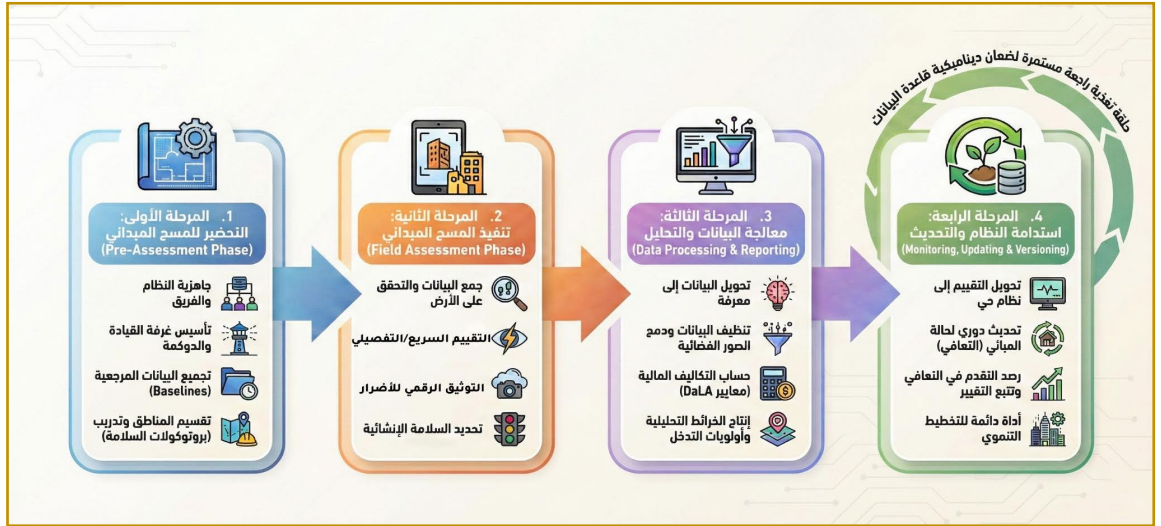 حلقة تغذية راجعة مستمرة لضعان ديناميكية قاعدة البيانات
1. المرحلة الأولى:
التحضير للمسح الميداني
(Pre-Assessment Phase)
جاهزية النظام
والفريق
تأسيس غرفة القيادة
والدوكمة
تجميع البيانات المرجعية
(Baselines)
تقسيم المناطق وتدريب
(بروتوكولات السلامة)
2. المرحلة الثانية:
تنفيذ المسح الميداني
(Field Assessment Phase)
جمع البيانات والتحقق
على الأرض
التقييم السريع/التفصيلي
التوثيق الرقمي للأضرار
تحديد السلامة الإنشائية
3. المرحلة الثالثة:
معالجة البيانات والتحليل
(Data Processing & Reporting)
تحويل البيانات إلى
معرفة
تنظيف البيانات ودمج
الصور الفضائية
حساب التكاليف المالية
(معايير DaLA)
إنتاج الخرائط التحليلية
وأولويات التدخل
4. المرحلة الرابعة:
استدامة النظام والتحديث
(Monitoring, Updating & Versioning)
تحويل التقييم إلى
نظام حي
تحديث دوري لحالة
المباني (التعافي)
رصد التقدم في التعافي
وتتبع التغيير
أداة دائمة للتخطيط
التنموي